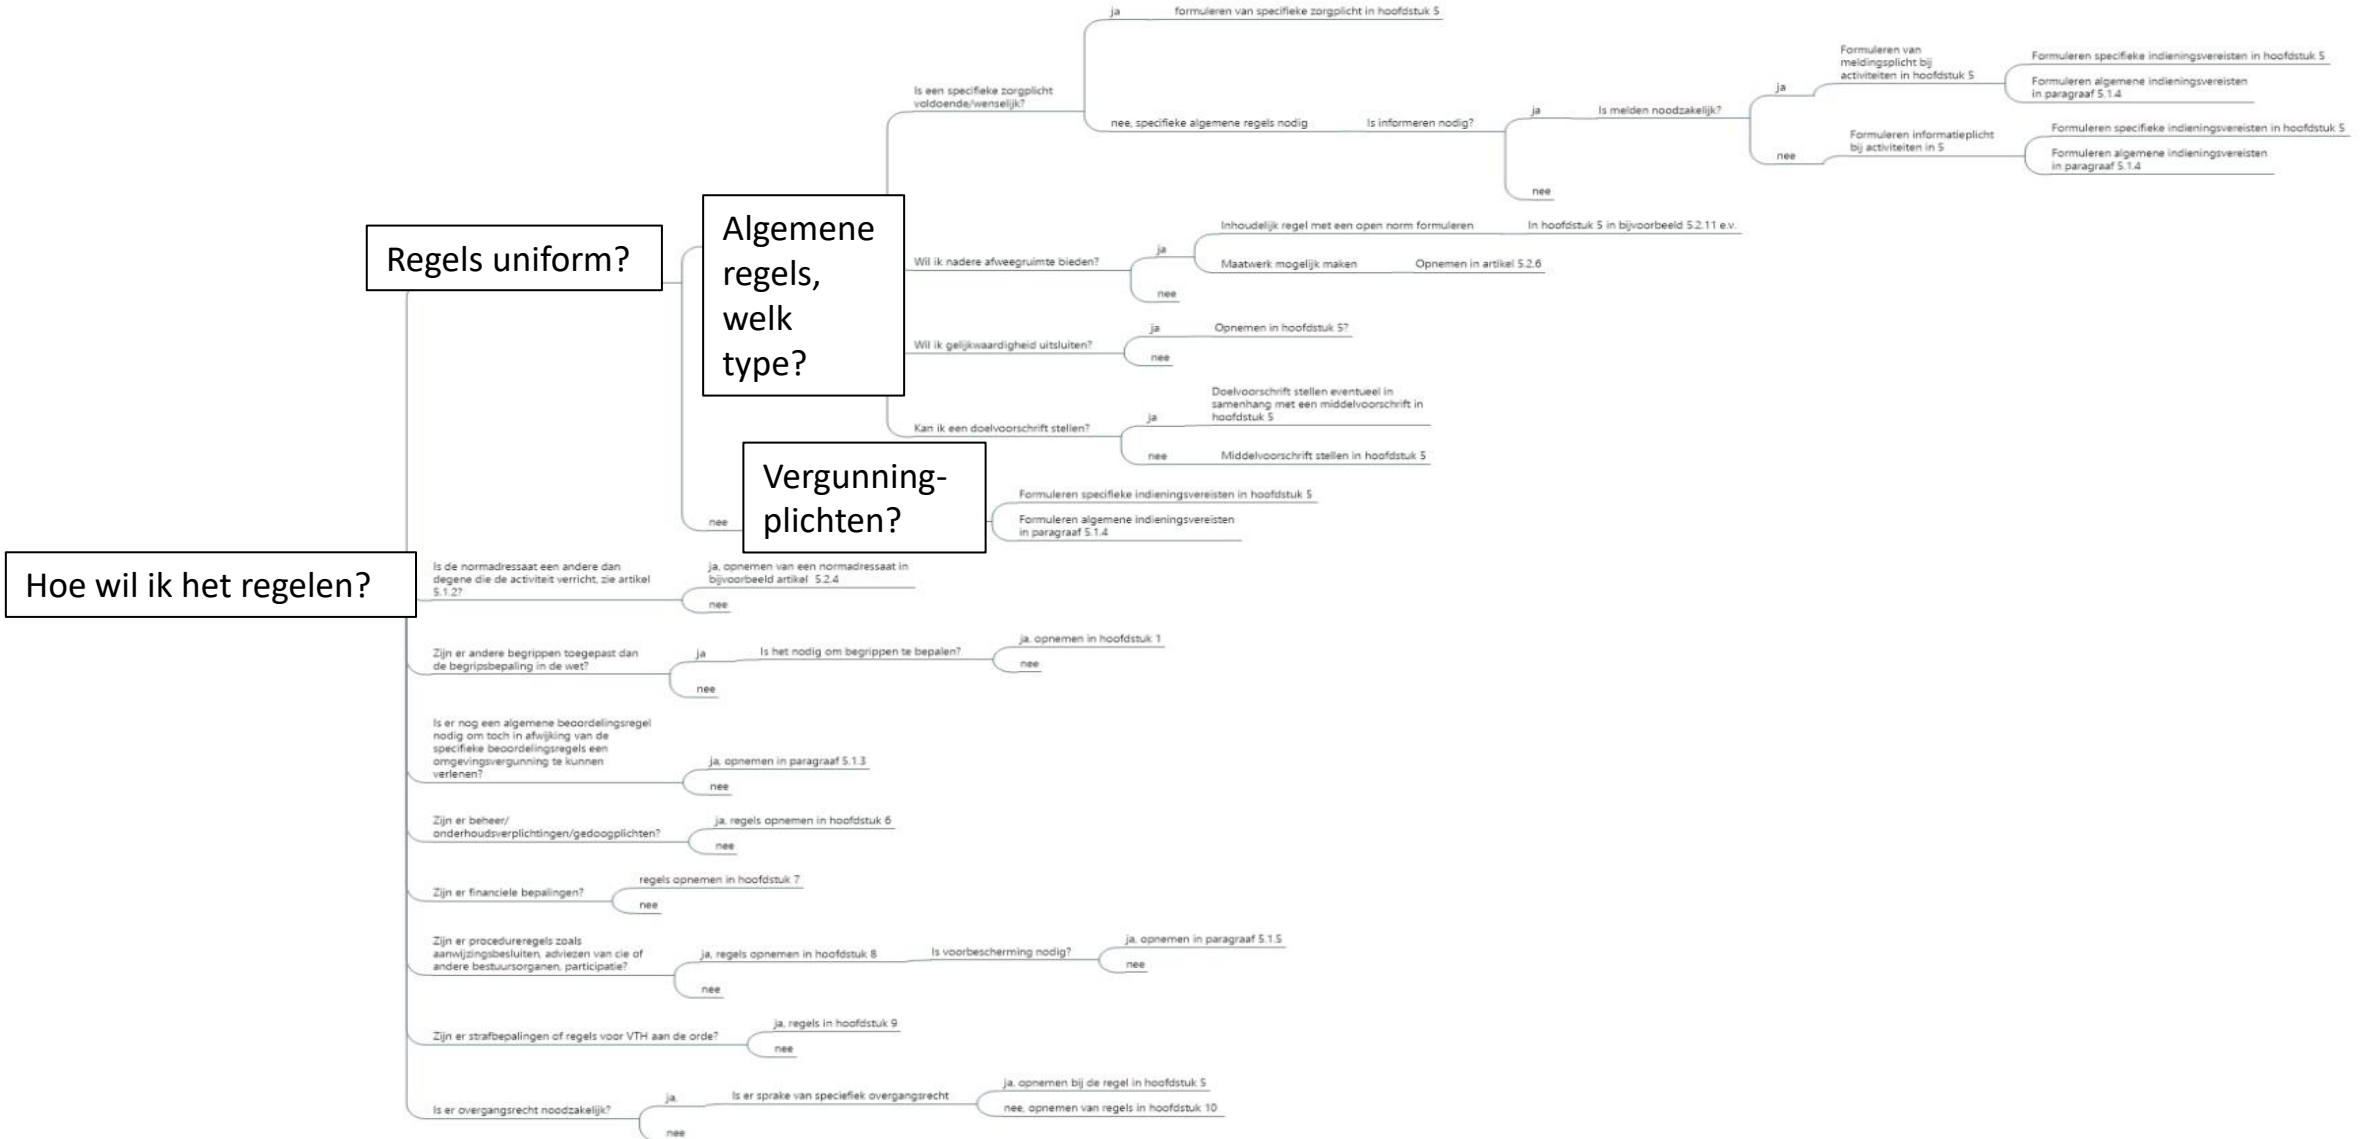 ja
formuleren van specifieke zorgplicht in hoofdstuk 5
Is een specifieke zorgplicht
voldoende/wenselijk?
nee, specifieke algemene regels nodig
Is informeren nodig?
ja
Is melden noodzakelijk?
ja
Formuleren van
meldingsplicht bij
activiteiten in hoofdstuk 5
Formuleren specifieke indieningsvereisten in hoofdstuk 5
Formuleren algemene indieningsvereisten
in paragraaf 5.1.4
nee
Formuleren informatieplicht
bij activiteiten in 5
Formuleren specifieke indieningsvereisten in hoofdstuk 5
Formuleren algemene indieningsvereisten
in paragraaf 5.1.4
nee
Regels uniform?
Algemene
regels,
welk
type?
Wil ik nadere afweegruimte bieden?
ja
Inhoudelijk regel met een open norm formuleren
In hoofdstuk 5 in bijvoorbeeld 5.2.11 e.v.
Maatwerk mogelijk maken
Opnemen in artikel 5.2.6
nee
Wil ik gelijkwaardigheid uitsluiten?
ja
Opnemen in hoofdstuk 5?
nee
Kan ik een doelvoorschrift stellen?
ja
Doelvoorschrift stellen eventueel in
samenhang met een middelvoorschrift in
hoofdstuk 5
nee
Middelvoorschrift stellen in hoofdstuk 5
nee
Vergunning-
plichten?
Formuleren specifieke indieningsvereisten in hoofdstuk 5
Formuleren algemene indieningsvereisten
in paragraaf 5.1.4
Hoe wil ik het regelen?
Is de normadressaat een andere dan
degene die de activiteit verricht, zie artikel
5.1.2?
ja, opnemen van een normadressaat in
bijvoorbeeld artikel 5.2.4
nee
Zijn er andere begrippen toegepast dan
de begripsbepaling in de wet?
ja
Is het nodig om begrippen te bepalen?
ja, opnemen in hoofdstuk 1
nee
nee
Is er nog een algemene beoordelingsregel
nodig om toch in afwijking van de
specifieke beoordelingsregels een
omgevingsvergunning te kunnen
verlenen?
ja, opnemen in paragraaf 5.1.3
nee
Zijn er beheer/
onderhoudsverplichtingen/gedoogplichten?
ja, regels opnemen in hoofdstuk 6
nee
Zijn er financiele bepalingen?
regels opnemen in hoofdstuk 7
nee
Zijn er procedureregels zoals
aanwijzingsbesluiten, adviezen van cie of
andere bestuursorganen, participatie?
ja, regels opnemen in hoofdstuk 8
Is voorbescherming nodig?
ja, opnemen in paragraaf 5.1.5
nee
nee
Zijn er strafbepalingen of regels voor VTH aan de orde?
ja, regels in hoofdstuk 9
nee
Is er overgangsrecht noodzakelijk?
ja,
Is er sprake van speciefiek overgangsrecht
ja, opnemen bij de regel in hoofdstuk 5
nee, opnemen van regels in hoofdstuk 10
nee